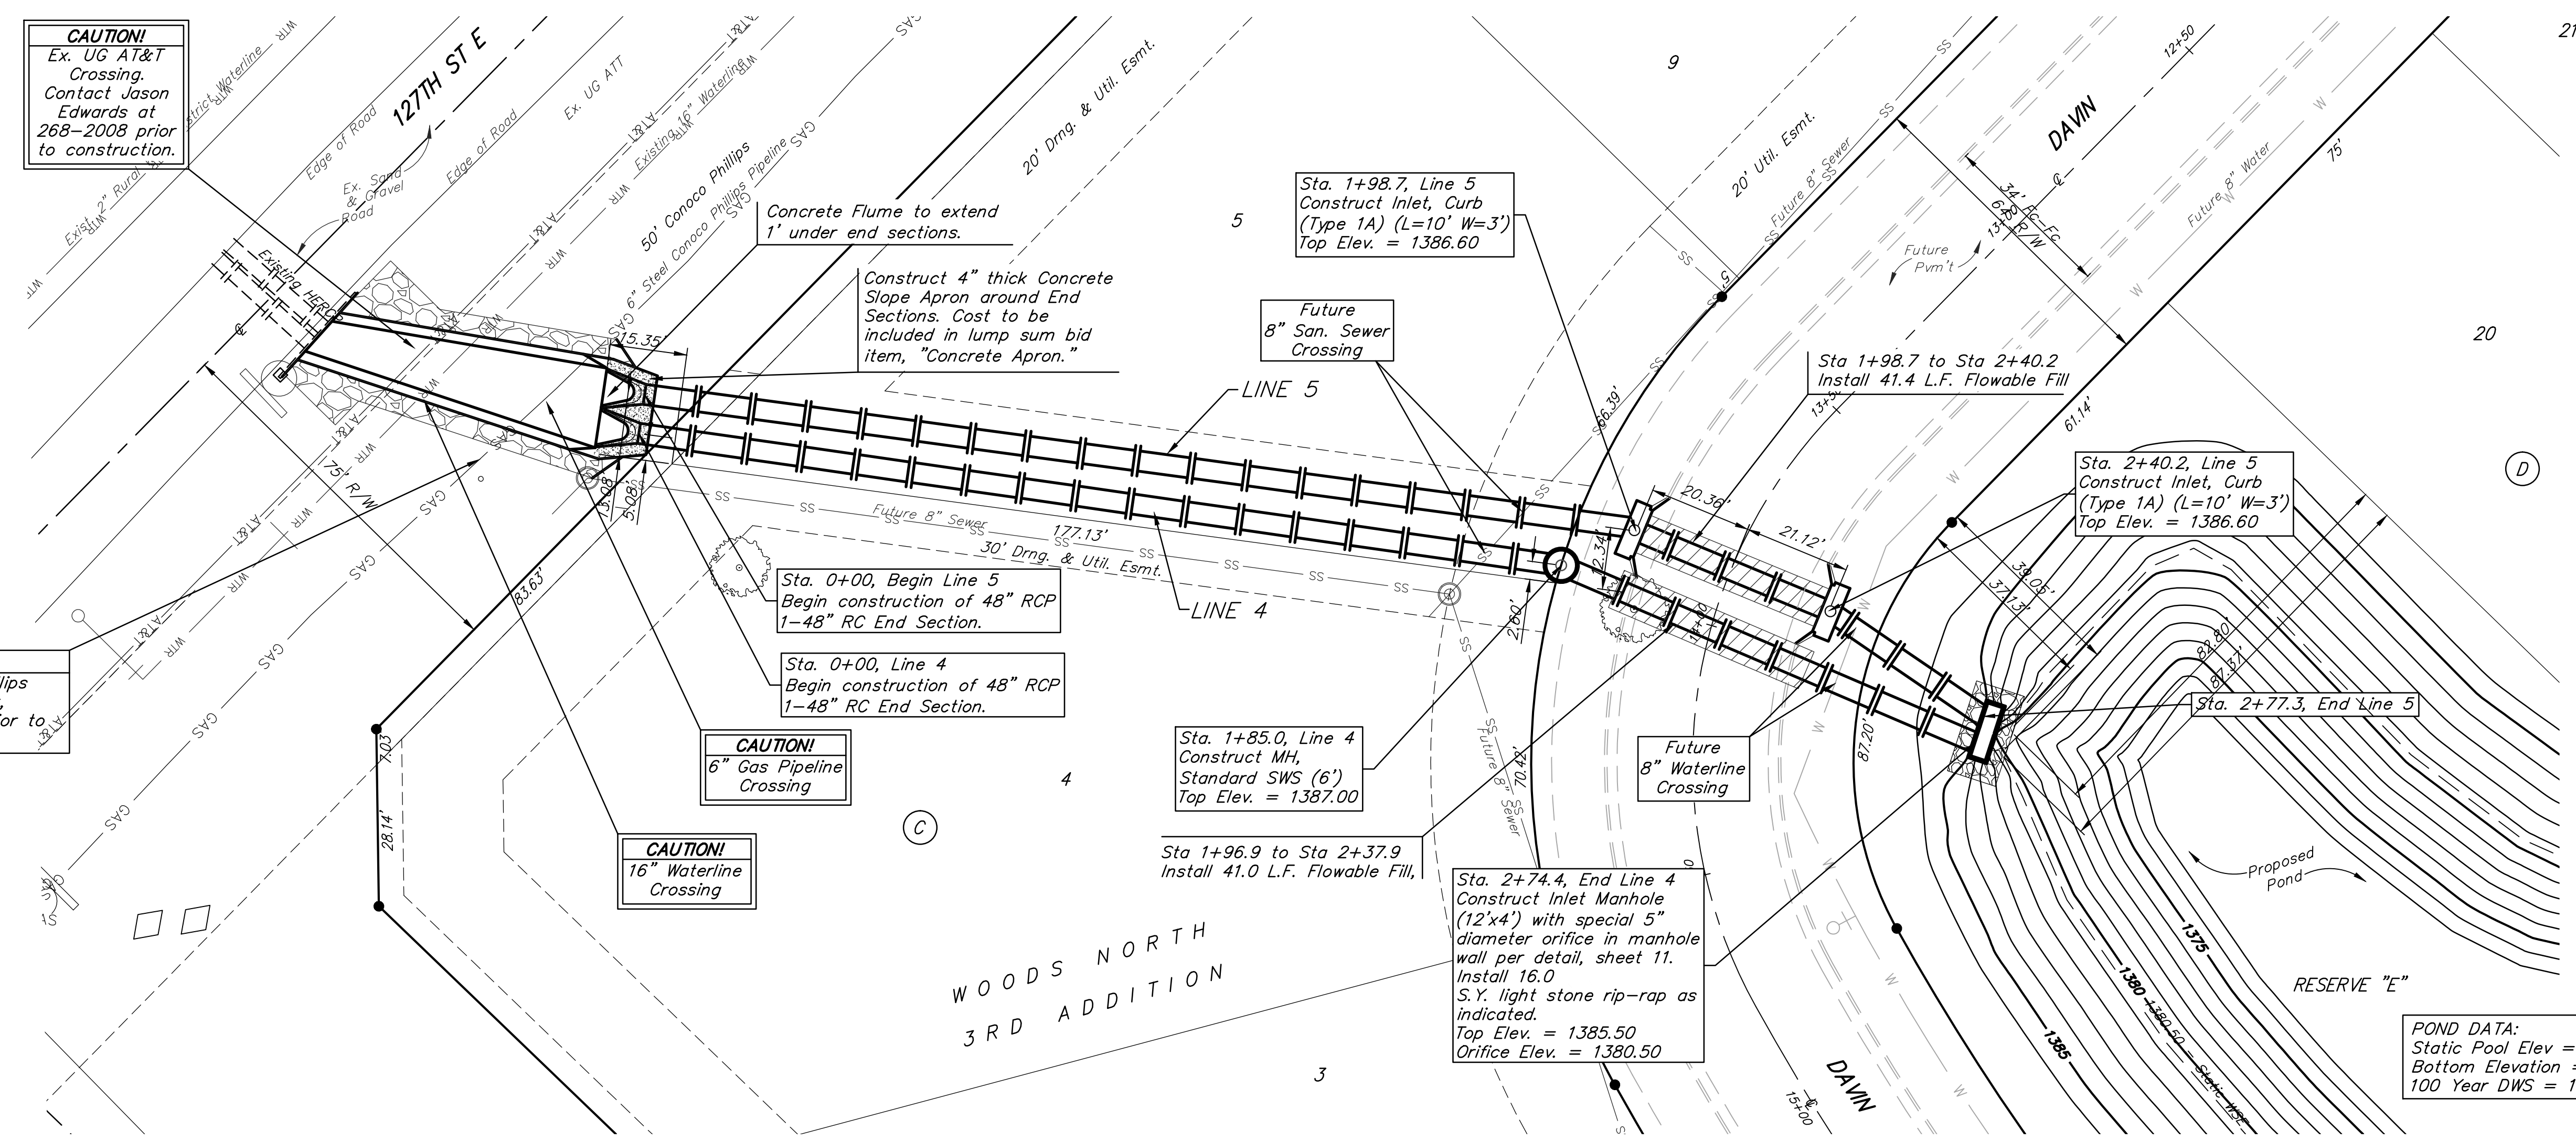 CAUTION!
Ex. UG AT&T
Crossing.
Contact Jason
Edwards at
268-2008 prior
to construction.
127TH ST E
Edge of Road
Edge of Road
Ex. Sand
& Gravel
Road
Ex. UG ATT
Exist. 2" Rural
strict Waterline
Existing 16" Waterline
50' Conoco Phillips
6" Steel Conoco Phillips Pipeline
20' Drng. & Util. Esmt.
Concrete Flume to extend
1' under end sections.
Construct 4" thick Concrete
Slope Apron around End
Sections. Cost to be
included in lump sum bid
item, "Concrete Apron."
Existing HERCP
15.35'
75' R/W
13.08'
5.08'
83.63'
7.03'
28.14'
LINE 5
LINE 4
Future 8" Sewer
177.13'
30' Drng. & Util. Esmt.
Sta. 0+00, Begin Line 5
Begin construction of 48" RCP
1-48" RC End Section.
Sta. 0+00, Line 4
Begin construction of 48" RCP
1-48" RC End Section.
CAUTION!
6" Gas Pipeline
Crossing
CAUTION!
16" Waterline
Crossing
lips
or to
9
5
4
3
20
21
C
D
Sta. 1+98.7, Line 5
Construct Inlet, Curb
(Type 1A) (L=10' W=3')
Top Elev. = 1386.60
Future
8" San. Sewer
Crossing
20' Util. Esmt.
Future 8" Sewer
5'
66.39'
DAVIN
12+50
34' Fc-Fc
64' R/W
13+00
Future
Pvm't
Future 8" Water
75'
Sta 1+98.7 to Sta 2+40.2
Install 41.4 L.F. Flowable Fill
13+50
61.14'
Sta. 2+40.2, Line 5
Construct Inlet, Curb
(Type 1A) (L=10' W=3')
Top Elev. = 1386.60
20.36'
21.12'
12.34'
2.60'
14+00
39.05'
37.13'
82.80'
87.37'
Sta. 2+77.3, End Line 5
Sta. 1+85.0, Line 4
Construct MH,
Standard SWS (6')
Top Elev. = 1387.00
70.42'
Future 8" Sewer
Future
8" Waterline
Crossing
87.20'
Sta 1+96.9 to Sta 2+37.9
Install 41.0 L.F. Flowable Fill,
Sta. 2+74.4, End Line 4
Construct Inlet Manhole
(12'x4') with special 5"
diameter orifice in manhole
wall per detail, sheet 11.
Install 16.0
S.Y. light stone rip-rap as
indicated.
Top Elev. = 1385.50
Orifice Elev. = 1380.50
WOODS NORTH
3RD ADDITION
Proposed
Pond
1375
1380
1380.50 - Static WSE
1385
RESERVE "E"
POND DATA:
Static Pool Elev =
Bottom Elevation =
100 Year DWS = 1
DAVIN
15+00